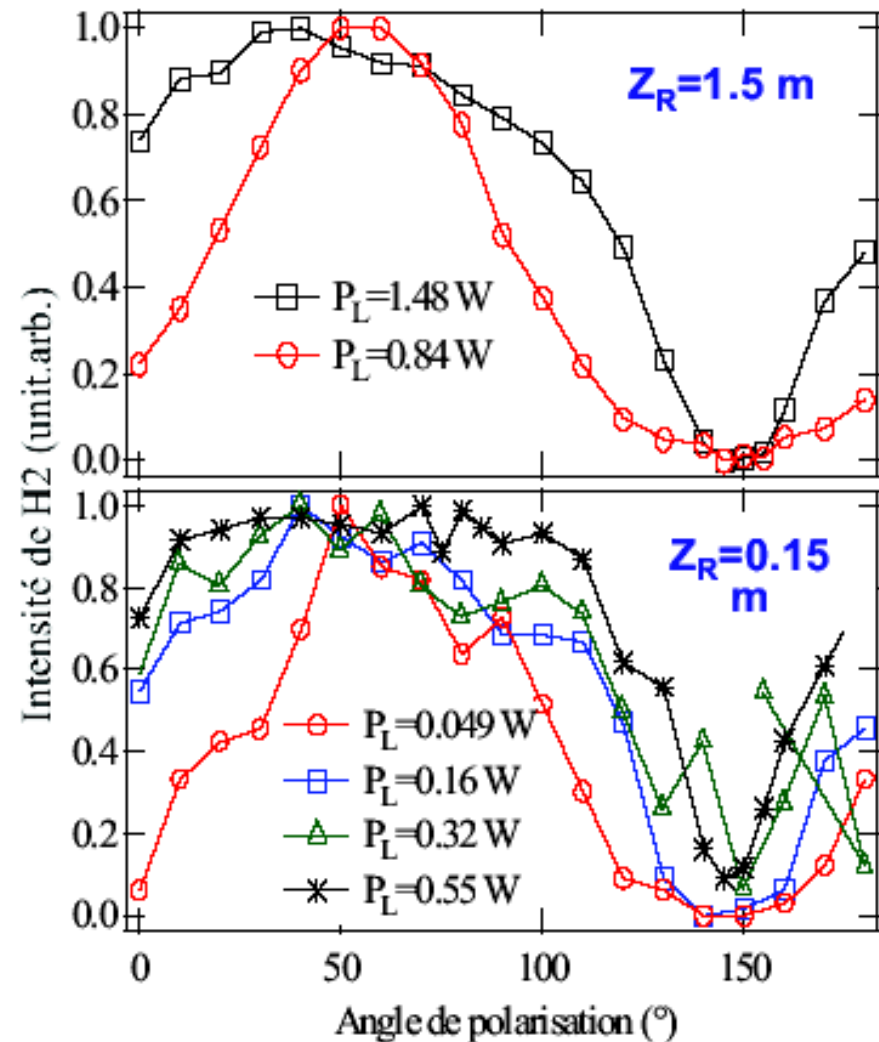 1.0
0.8
0.6
0.4
0.2
0.0
Z_R=1.5 m
P_L=1.48 W
P_L=0.84 W
Intensité de H2 (unit.arb.)
1.0
0.8
0.6
0.4
0.2
0.0
Z_R=0.15
m
P_L=0.049 W
P_L=0.16 W
P_L=0.32 W
P_L=0.55 W
0 50 100 150
Angle de polarisation (°)